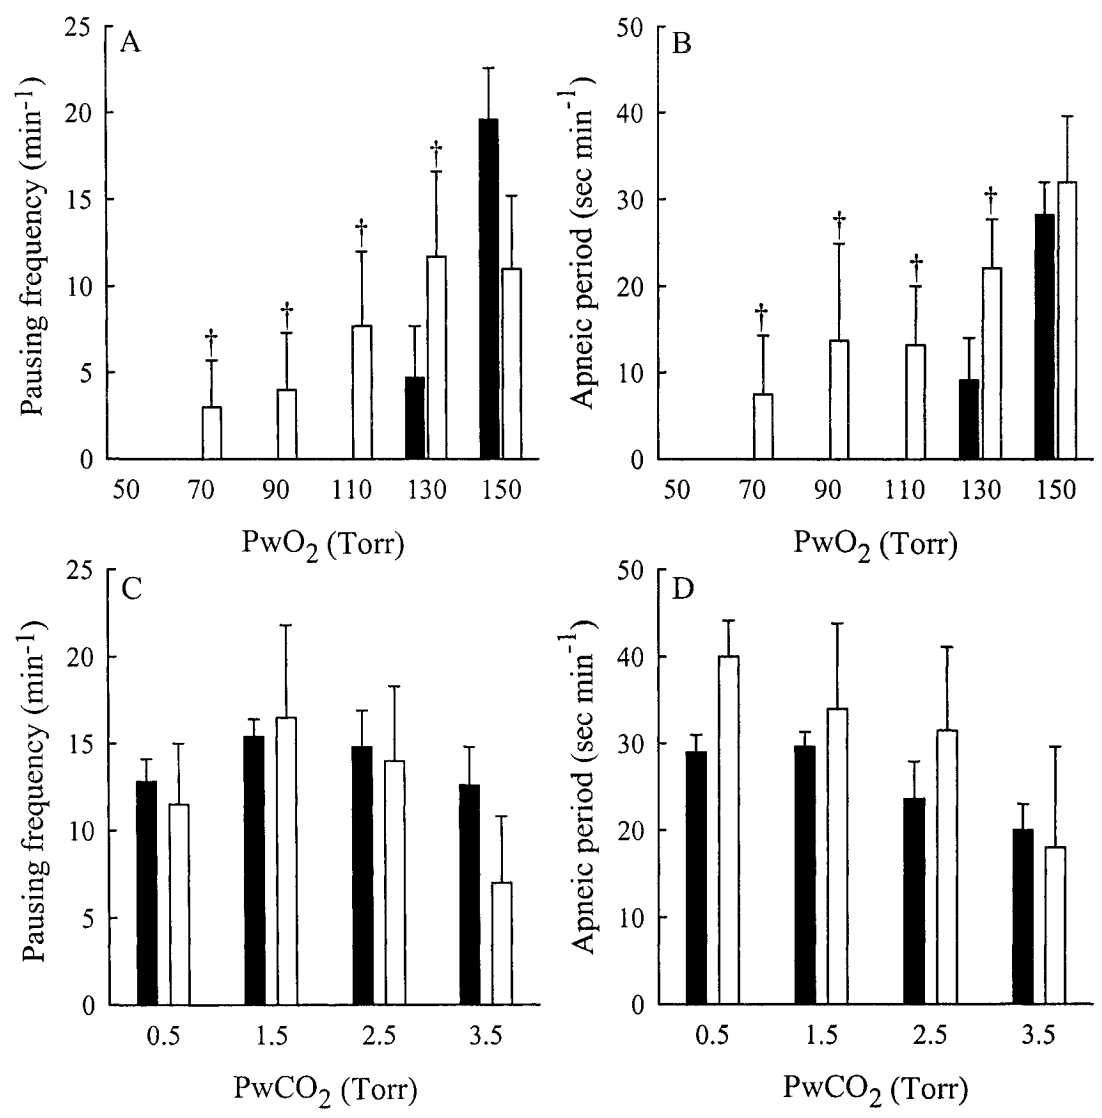 A
Pausing frequency (min-1)
25
20
15
10
5
0
†
†
†
†
50 70 90 110 130 150
PwO2 (Torr)
B
Apneic period (sec min-1)
50
40
30
20
10
0
†
†
†
†
50 70 90 110 130 150
PwO2 (Torr)
C
Pausing frequency (min-1)
25
20
15
10
5
0
0.5 1.5 2.5 3.5
PwCO2 (Torr)
D
Apneic period (sec min-1)
50
40
30
20
10
0
0.5 1.5 2.5 3.5
PwCO2 (Torr)